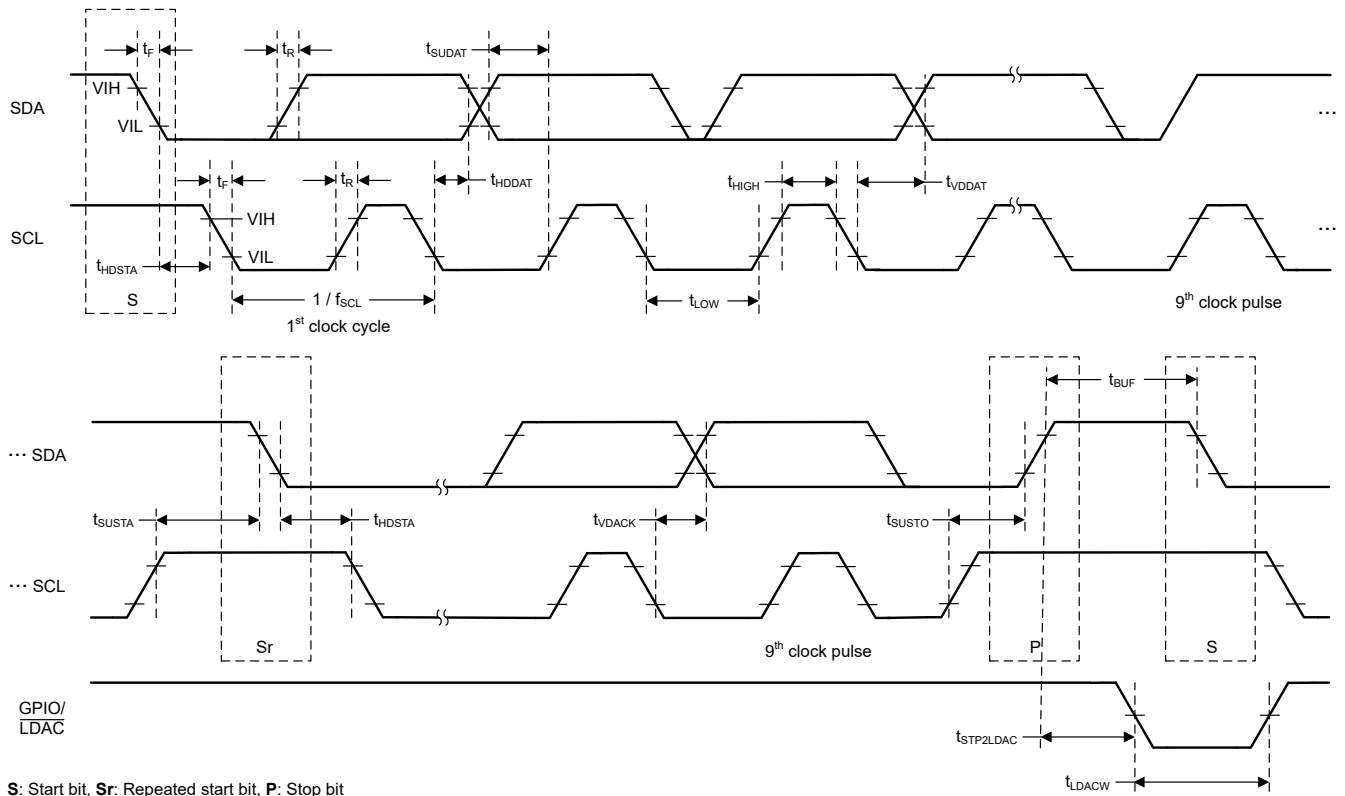 tF
tR
tSUDAT
VIH
SDA
VIL
...
tF
tR
tHDDAT
tHIGH
tVDDAT
VIH
SCL
...
VIL
tHDSTA
S
1 / fSCL
tLOW
9th clock pulse
1st clock cycle
tBUF
... SDA
tSUSTA
tHDSTA
tVDACK
tSUSTO
... SCL
Sr
9th clock pulse
P
S
GPIO/
LDAC
tSTP2LDAC
tLDACW
S: Start bit, Sr: Repeated start bit, P: Stop bit